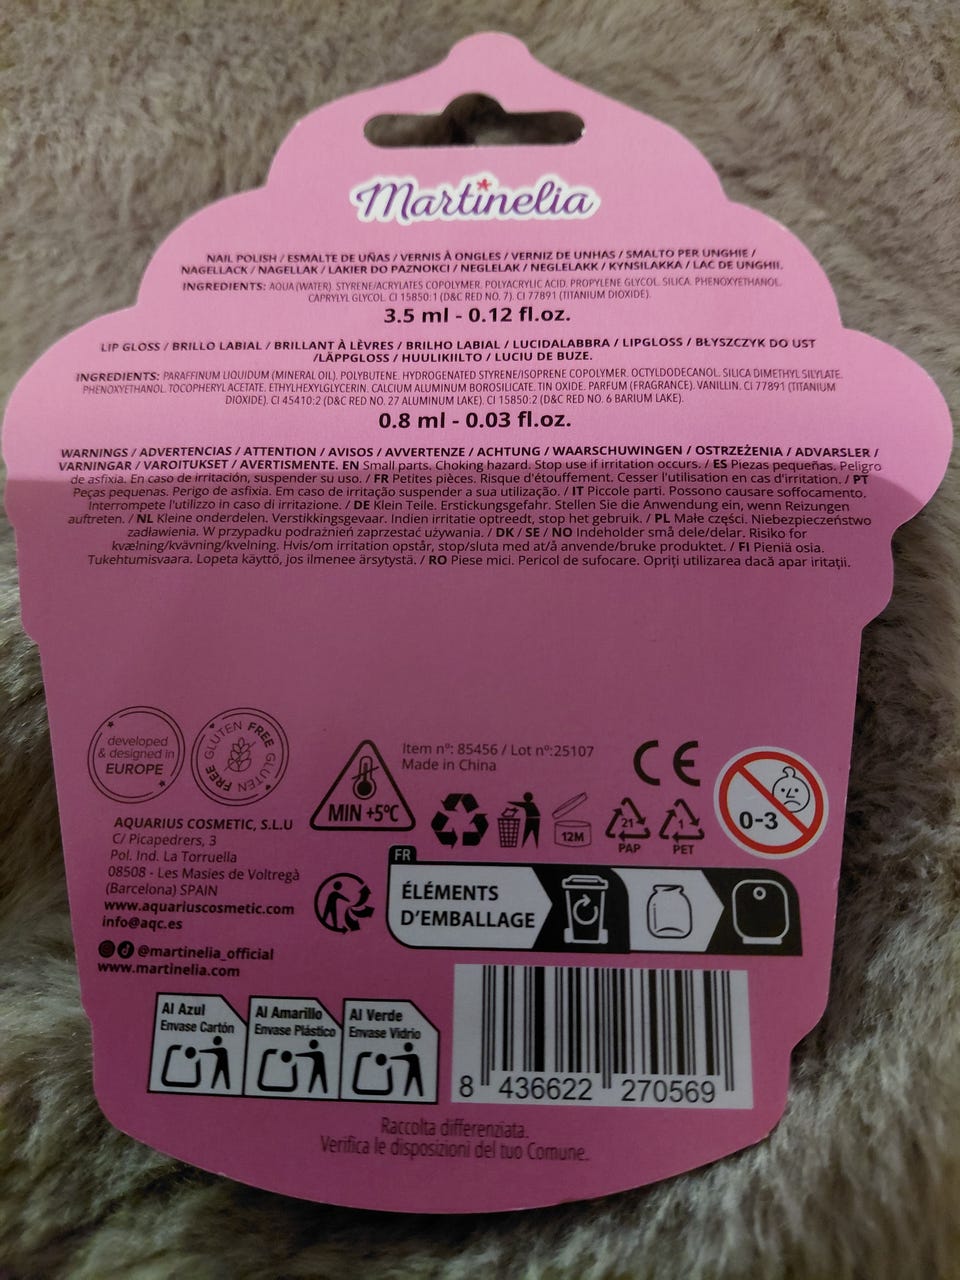 Martinelia
NAIL POLISH / ESMALTE DE UÑAS / VERNIS À ONGLES / VERNIZ DE UNHAS / SMALTO PER UNGHIE /
NAGELLACK / NAGELLAK / LAKIER DO PAZNOKCI / NEGLELAK / NEGLELAKK / KYNSILAKKA / LAC DE UNGHII.
INGREDIENTS: AQUA (WATER). STYRENE/ACRYLATES COPOLYMER. POLYACRYLIC ACID. PROPYLENE GLYCOL. SILICA. PHENOXYETHANOL.
CAPRYLYL GLYCOL. CI 15850:1 (D&C RED NO. 7). CI 77891 (TITANIUM DIOXIDE).
3.5 ml - 0.12 fl.oz.
LIP GLOSS / BRILLO LABIAL / BRILLANT À LÈVRES / BRILHO LABIAL / LUCIDALABBRA / LIPGLOSS / BŁYSZCZYK DO UST
/LÄPPGLOSS / HUULIKIILTO / LUCIU DE BUZE.
INGREDIENTS: PARAFFINUM LIQUIDUM (MINERAL OIL). POLYBUTENE. HYDROGENATED STYRENE/ISOPRENE COPOLYMER. OCTYLDODECANOL. SILICA DIMETHYL SILYLATE.
PHENOXYETHANOL. TOCOPHERYL ACETATE. ETHYLHEXYLGLYCERIN. CALCIUM ALUMINUM BOROSILICATE. TIN OXIDE. PARFUM (FRAGRANCE). VANILLIN. CI 77891 (TITANIUM
DIOXIDE). CI 45410:2 (D&C RED NO. 27 ALUMINUM LAKE). CI 15850:2 (D&C RED NO. 6 BARIUM LAKE).
0.8 ml - 0.03 fl.oz.
WARNINGS / ADVERTENCIAS / ATTENTION / AVISOS / AVVERTENZE / ACHTUNG / WAARSCHUWINGEN / OSTRZEŻENIA / ADVARSLER /
VARNINGAR / VAROITUKSET / AVERTISMENTE. EN Small parts. Choking hazard. Stop use if irritation occurs. / ES Piezas pequeñas. Peligro
de asfixia. En caso de irritación, suspender su uso. / FR Petites pièces. Risque d'étouffement. Cesser l'utilisation en cas d'irritation. / PT
Peças pequenas. Perigo de asfixia. Em caso de irritação suspender a sua utilização. / IT Piccole parti. Possono causare soffocamento.
Interrompete l'utilizzo in caso di irritazione. / DE Klein Teile. Erstickungsgefahr. Stellen Sie die Anwendung ein, wenn Reizungen
auftreten. / NL Kleine onderdelen. Verstikkingsgevaar. Indien irritatie optreedt, stop het gebruik. / PL Małe części. Niebezpieczeństwo
zadławienia. W przypadku podrażnień zaprzestać używania. / DK / SE / NO Indeholder små dele/delar. Risiko for
kvælning/kvävning/kvelning. Hvis/om irritation opstår, stop/sluta med at/å anvende/bruke produktet. / FI Pieniä osia.
Tukehtumisvaara. Lopeta käyttö, jos ilmenee ärsytystä. / RO Piese mici. Pericol de sufocare. Opriți utilizarea dacă apar iritații.
developed
& designed in
EUROPE
GLUTEN FREE GLUTEN FREE
MIN +5ºC
Item nº: 85456 / Lot nº:25107
Made in China
CE
0-3
12M
21
PAP
1
PET
AQUARIUS COSMETIC, S.L.U
C/ Picapedrers, 3
Pol. Ind. La Torruella
08508 - Les Masies de Voltregà
(Barcelona) SPAIN
www.aquariuscosmetic.com
info@aqc.es
@martinelia_official
www.martinelia.com
FR
ÉLÉMENTS
D'EMBALLAGE
Al Azul
Envase Cartón
Al Amarillo
Envase Plástico
Al Verde
Envase Vidrio
8 436622 270569
Raccolta differenziata.
Verifica le disposizioni del tuo Comune.